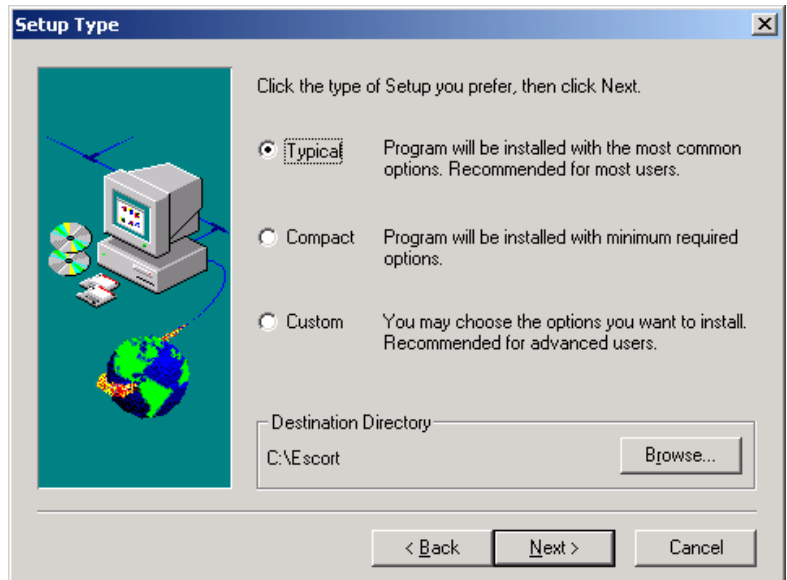 Setup Type
Click the type of Setup you prefer, then click Next.
Typical
Program will be installed with the most common
options. Recommended for most users.
Compact
Program will be installed with minimum required
options.
Custom
You may choose the options you want to install.
Recommended for advanced users.
Destination Directory
C:\Escort
Browse...
< Back
Next >
Cancel